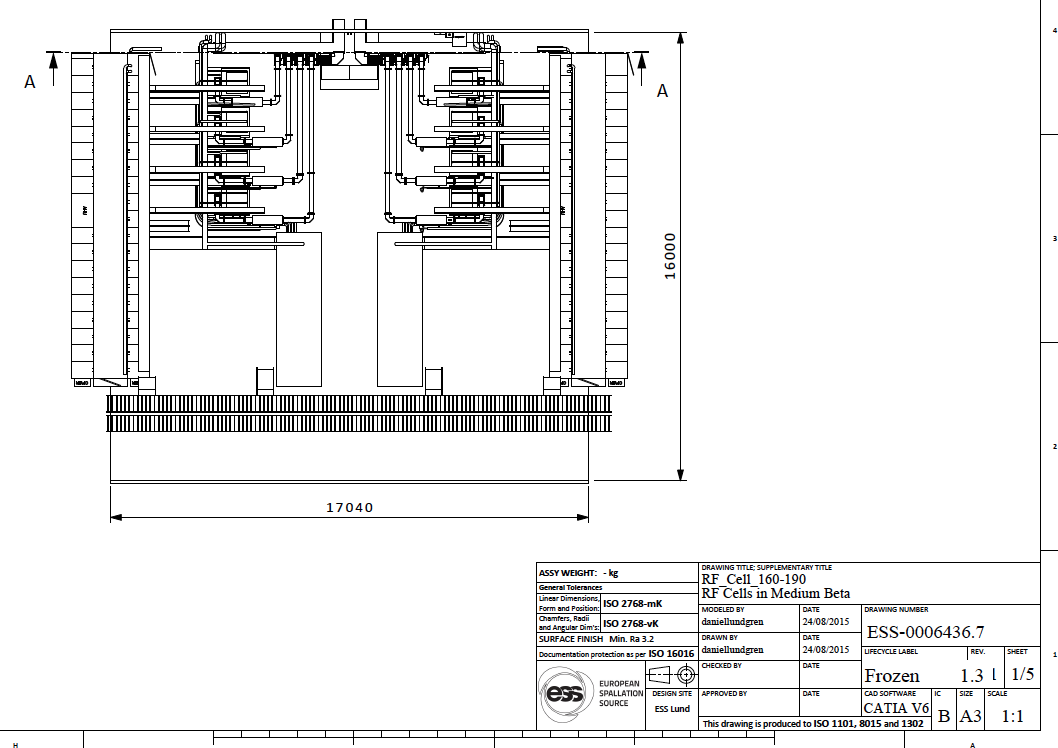 4
A
A
3
16000
2
17040
ASSY WEIGHT: - kg
General Tolerances
Linear Dimensions, Form and Position: ISO 2768-mK
Chamfers, Radii and Angular Dim's: ISO 2768-vK
SURFACE FINISH Min. Ra 3.2
Documentation protection as per ISO 16016
ess EUROPEAN SPALLATION SOURCE
DESIGN SITE
ESS Lund
DRAWING TITLE; SUPPLEMENTARY TITLE
RF_Cell_160-190
RF Cells in Medium Beta
MODELED BY
daniellundgren
DATE
24/08/2015
DRAWN BY
daniellundgren
DATE
24/08/2015
CHECKED BY
DATE
APPROVED BY
DATE
DRAWING NUMBER
ESS-0006436.7
LIFECYCLE LABEL
Frozen
REV.
1.3
SHEET
1/5
CAD SOFTWARE
CATIA V6
IC
B
SIZE
A3
SCALE
1:1
This drawing is produced to ISO 1101, 8015 and 1302
1
H
A